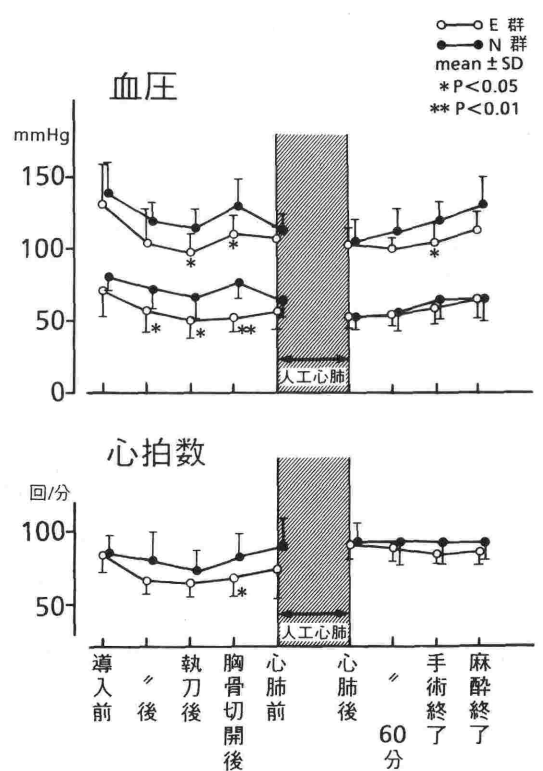 E 群
N 群
mean ± SD
* P<0.05
** P<0.01
血圧
mmHg
150
100
50
0
* * *
* * **
人工心肺
心拍数
回/分
100
50
*
人工心肺
導入前
〃後
執刀後
胸骨切開後
心肺前
心肺後
〃60分
手術終了
麻酔終了